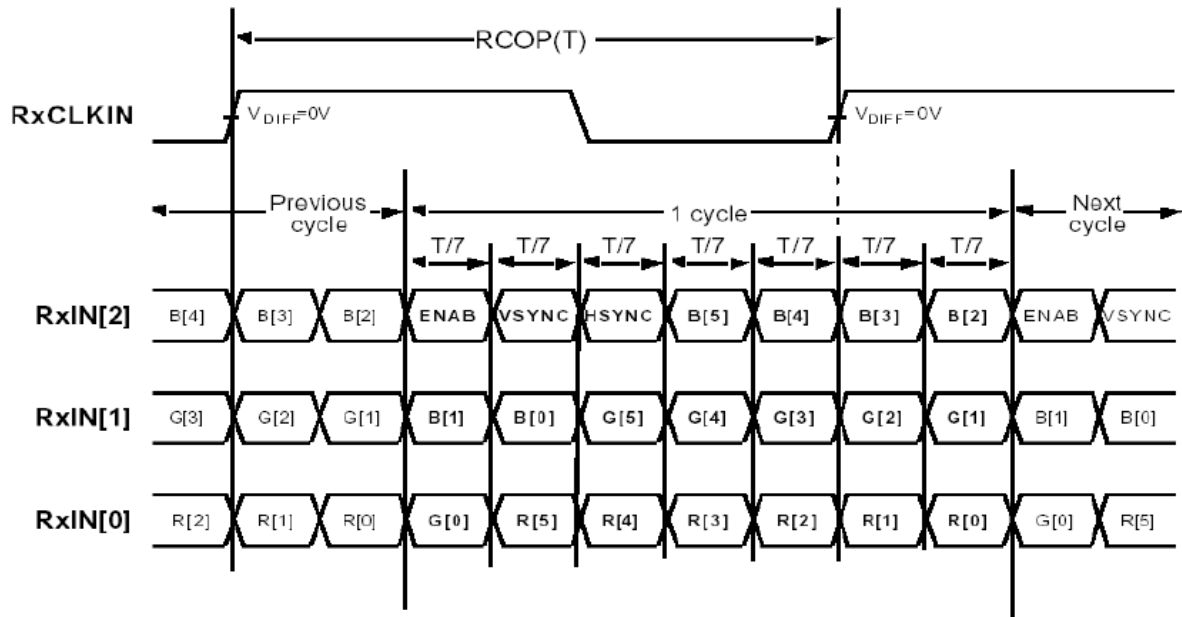 RCOP(T)
RxCLKIN
V DIFF=0V
V DIFF=0V
Previous cycle
1 cycle
Next cycle
T/7 T/7 T/7 T/7 T/7 T/7 T/7
RxIN[2] B[4] B[3] B[2] ENAB VSYNC HSYNC B[5] B[4] B[3] B[2] ENAB VSYNC
RxIN[1] G[3] G[2] G[1] B[1] B[0] G[5] G[4] G[3] G[2] G[1] B[1] B[0]
RxIN[0] R[2] R[1] R[0] G[0] R[5] R[4] R[3] R[2] R[1] R[0] G[0] R[5]